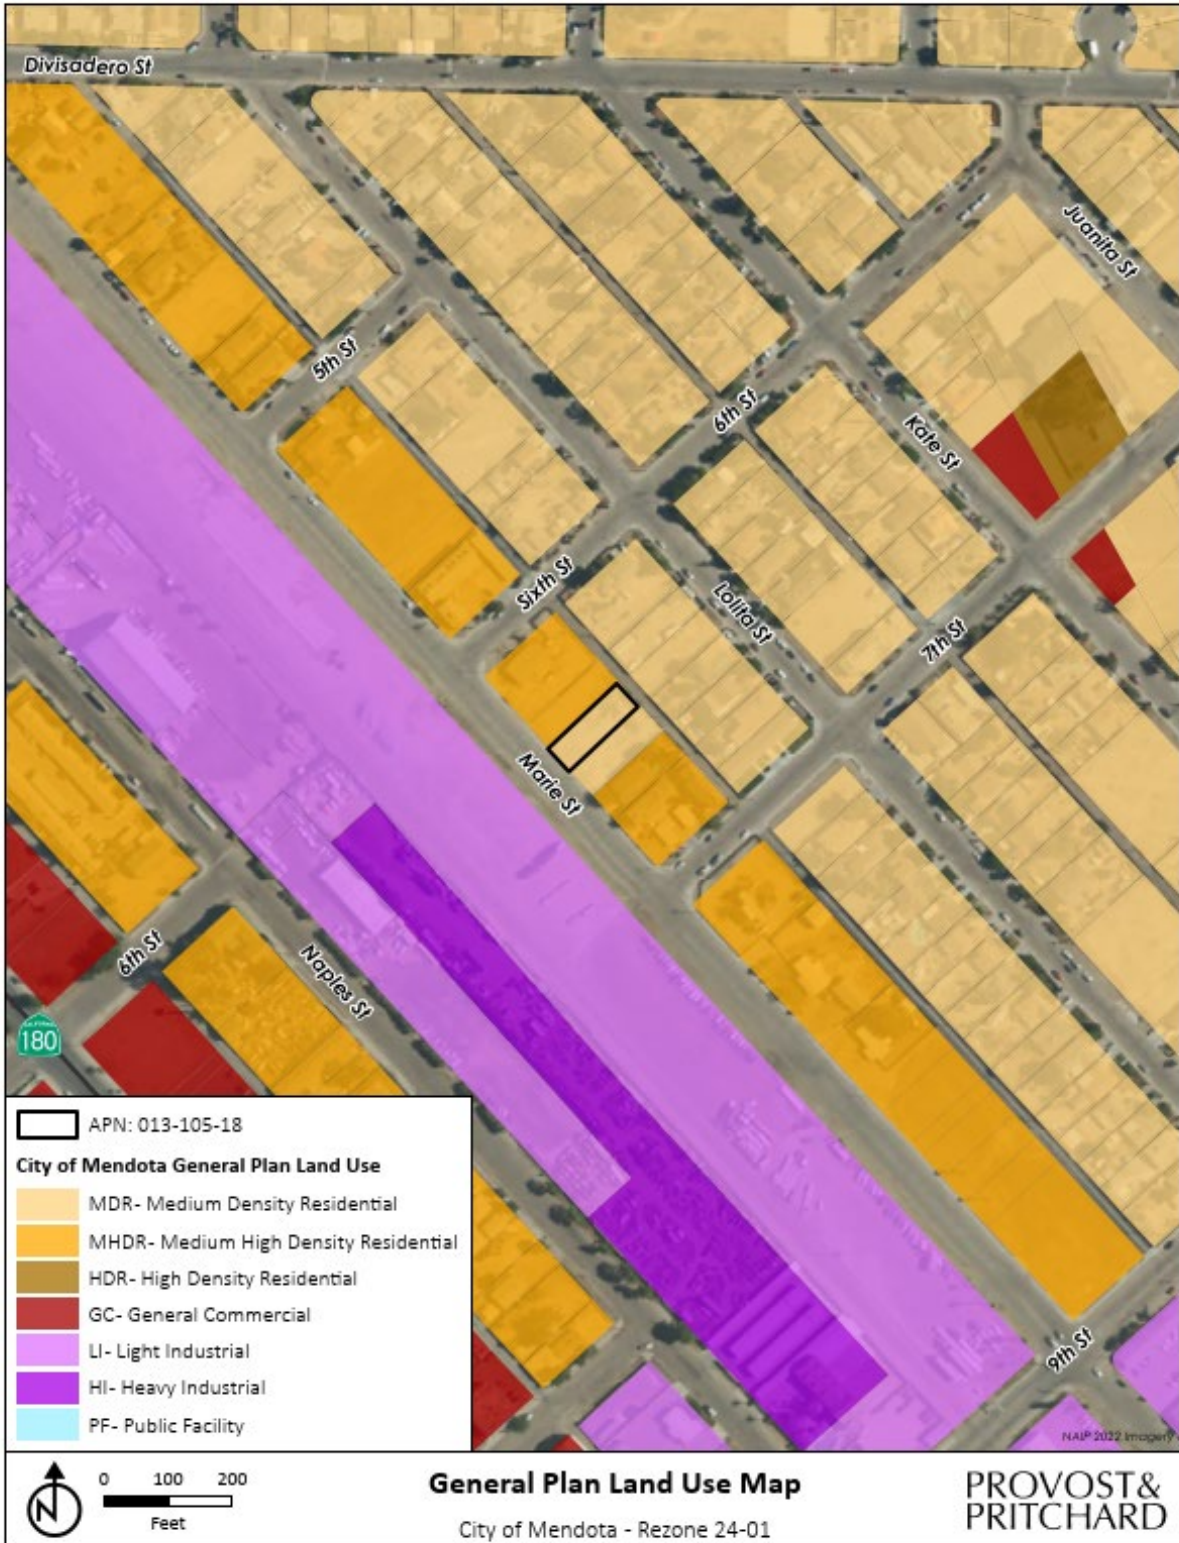 Divisadero St
Juanita St
5th St
6th St
Kate St
Sixth St
Lolita St
7th St
Marie St
6th St
Naples St
180
9th St
APN: 013-105-18
City of Mendota General Plan Land Use
MDR- Medium Density Residential
MHDR- Medium High Density Residential
HDR- High Density Residential
GC- General Commercial
LI- Light Industrial
HI- Heavy Industrial
PF- Public Facility
NAIP 2022 Imagery
N
0 100 200
Feet
General Plan Land Use Map
City of Mendota - Rezone 24-01
PROVOST&
PRITCHARD